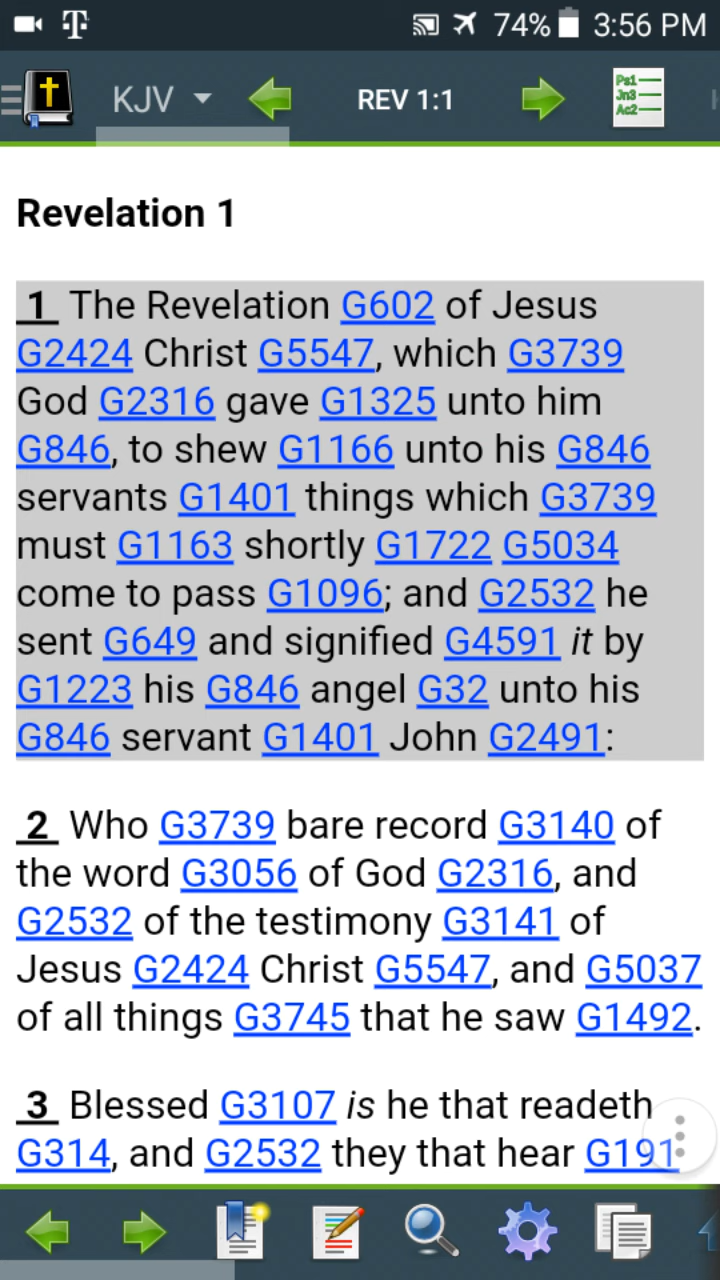 74% 3:56 PM
KJV REV 1:1 Ps1 Jn3 Ac2
Revelation 1
1 The Revelation G602 of Jesus
G2424 Christ G5547, which G3739
God G2316 gave G1325 unto him
G846, to shew G1166 unto his G846
servants G1401 things which G3739
must G1163 shortly G1722 G5034
come to pass G1096; and G2532 he
sent G649 and signified G4591 it by
G1223 his G846 angel G32 unto his
G846 servant G1401 John G2491:
2 Who G3739 bare record G3140 of
the word G3056 of God G2316, and
G2532 of the testimony G3141 of
Jesus G2424 Christ G5547, and G5037
of all things G3745 that he saw G1492.
3 Blessed G3107 is he that readeth
G314, and G2532 they that hear G191